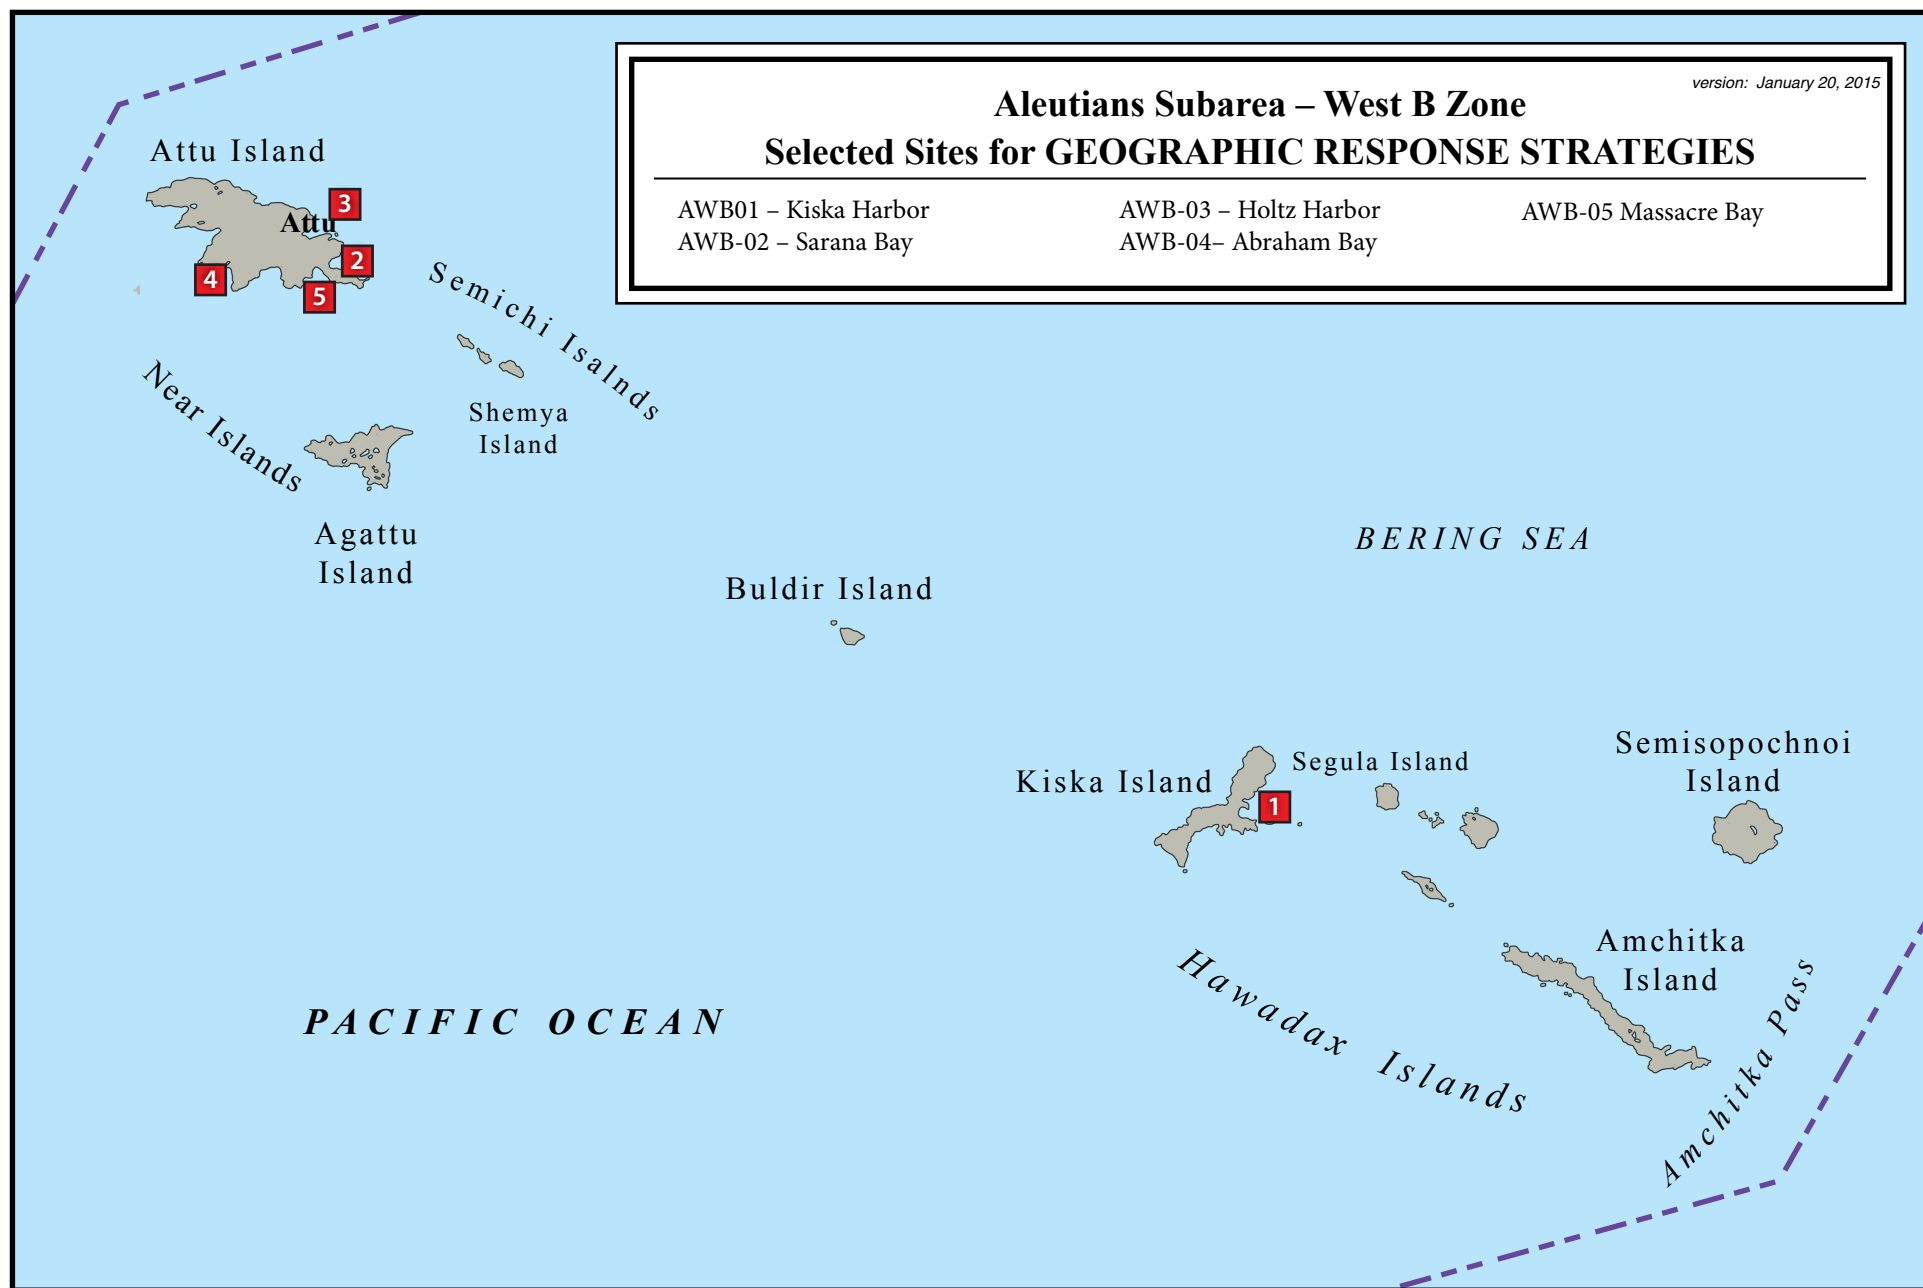 version: January 20, 2015
Aleutians Subarea – West B Zone
Selected Sites for GEOGRAPHIC RESPONSE STRATEGIES
AWB01 – Kiska Harbor
AWB-02 – Sarana Bay
AWB-03 – Holtz Harbor
AWB-04– Abraham Bay
AWB-05 Massacre Bay
Attu Island
3
Attu
2
4
5
Semichi Isalnds
Near Islands
Shemya
Island
Agattu
Island
BERING SEA
Buldir Island
Semisopochnoi
Island
Segula Island
Kiska Island
1
Amchitka
Island
Hawadax Islands
Amchitka Pass
PACIFIC OCEAN